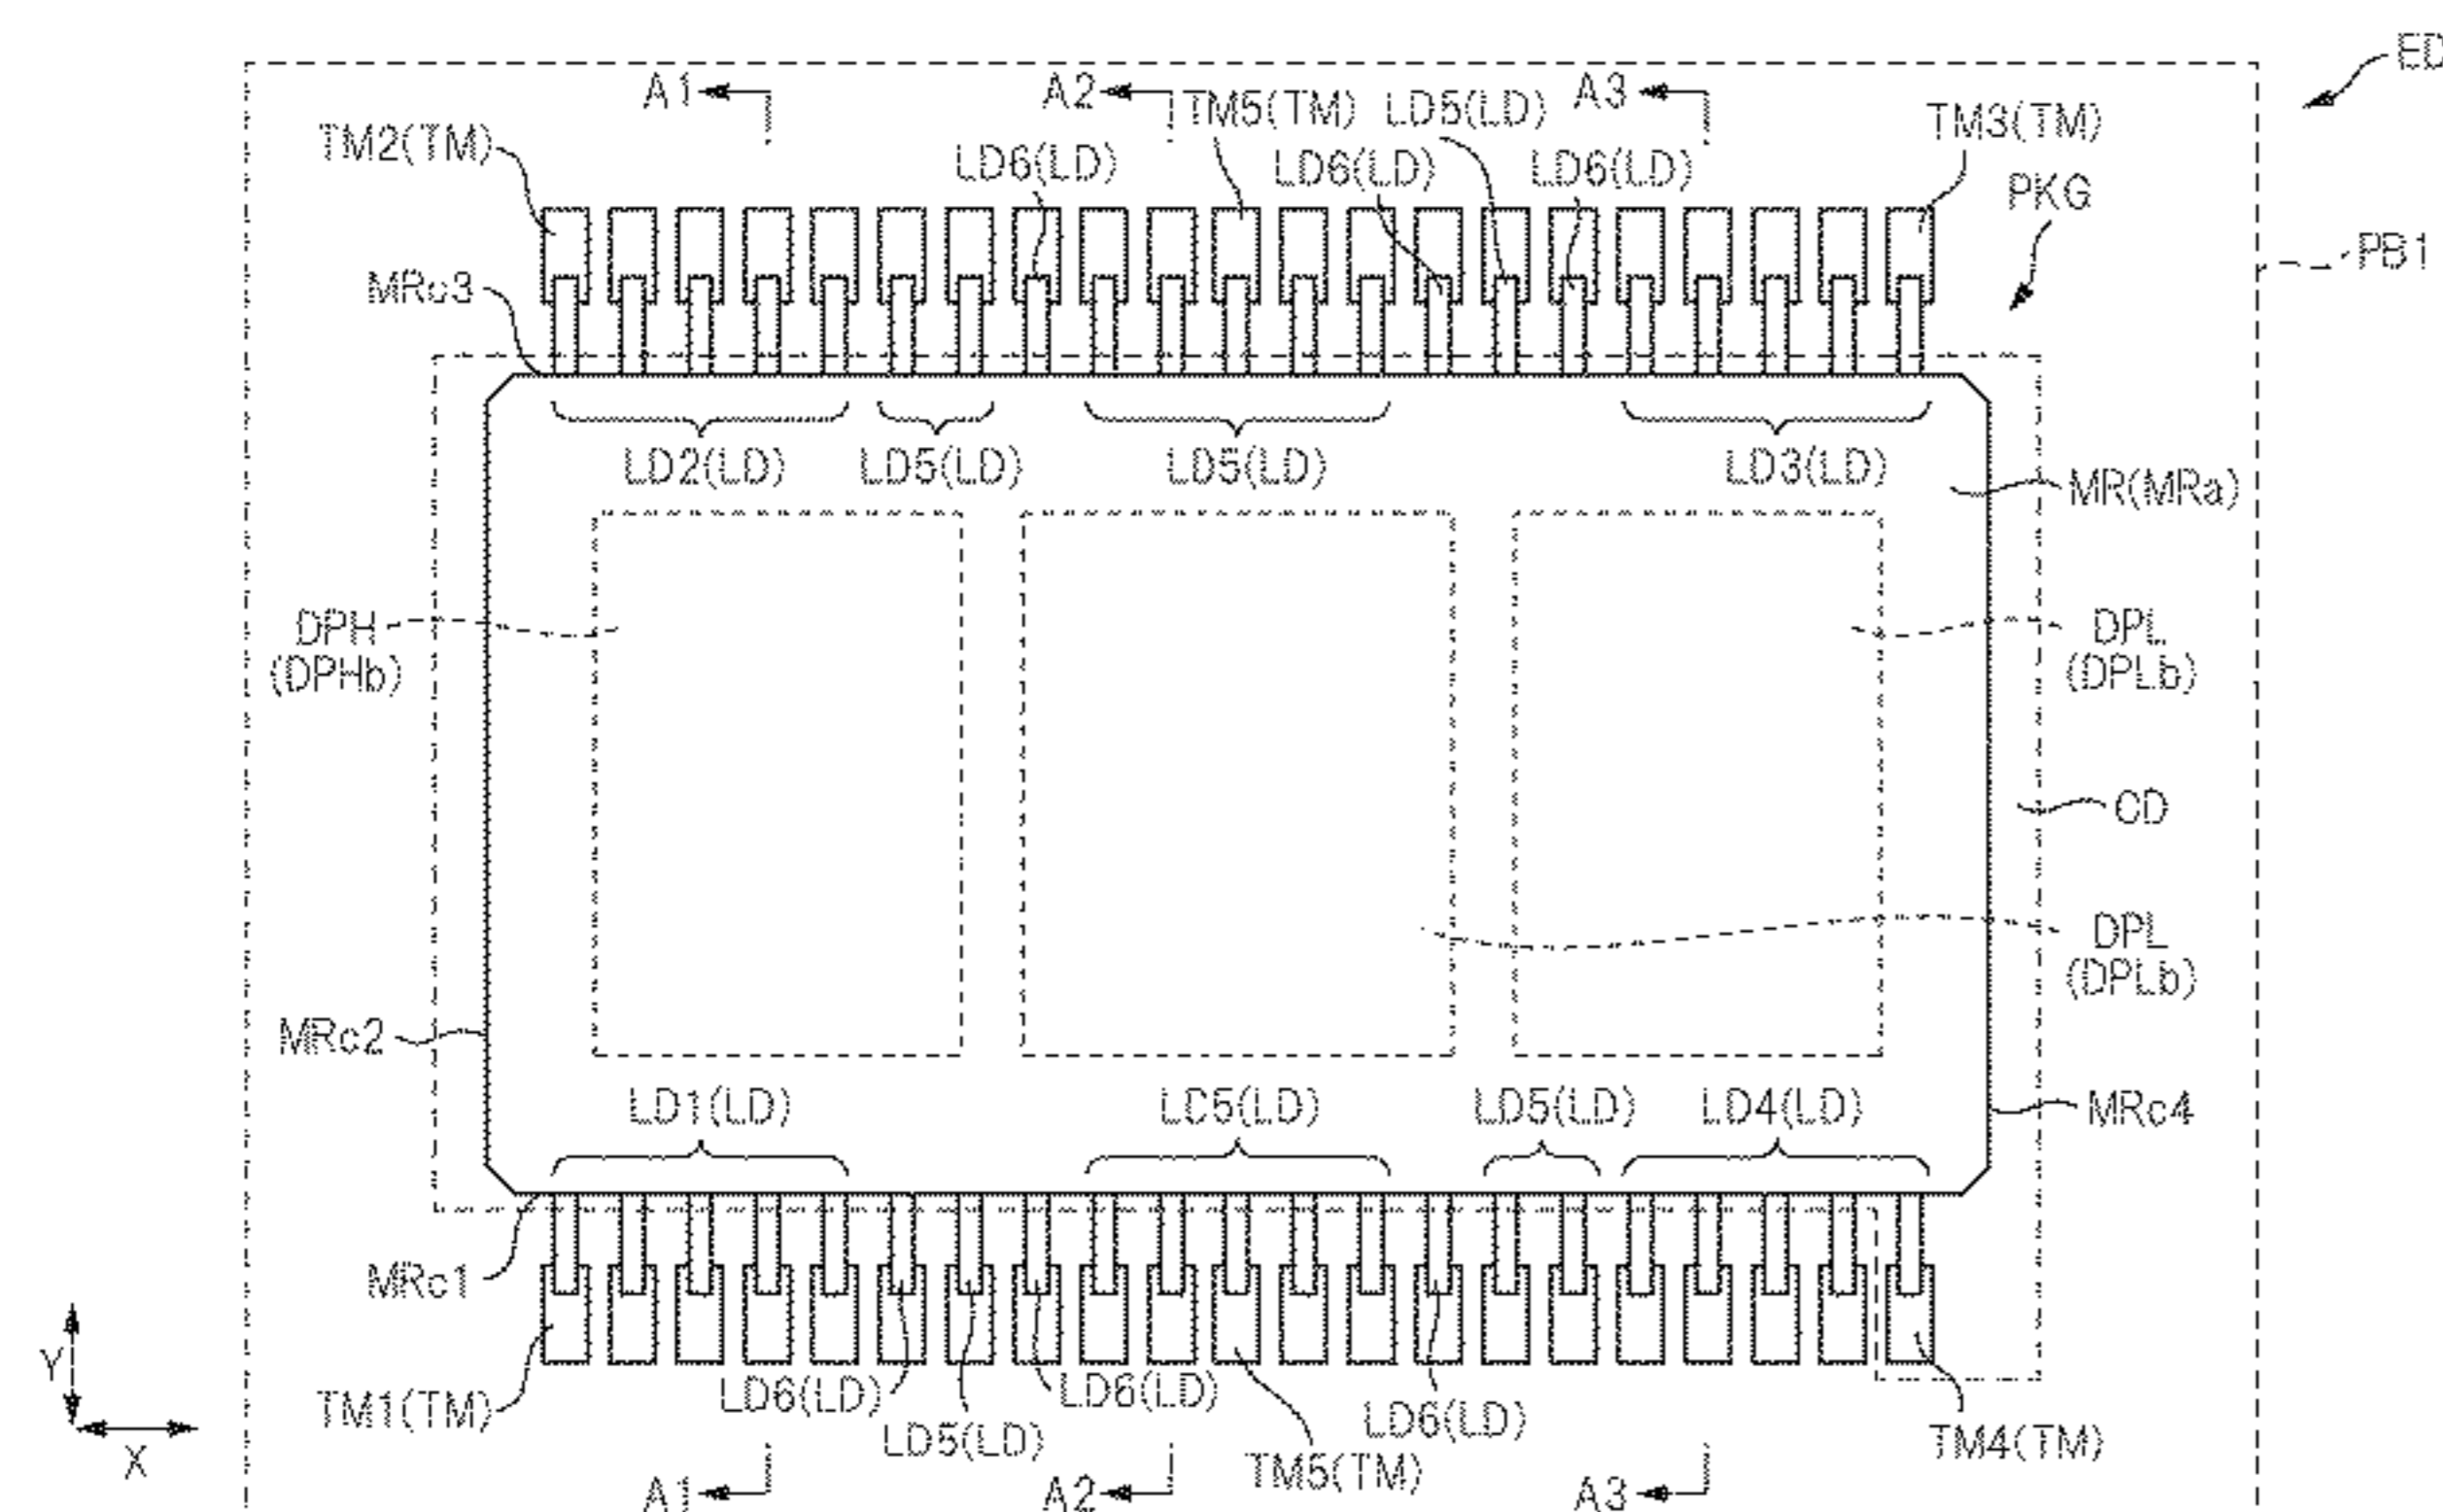 ED
A1
A2
TM5(TM)
LD5(LD)
A3
TM3(TM)
TM2(TM)
LD6(LD)
LD6(LD)
LD6(LD)
PKG
PB1
MRc3
LD2(LD)
LD5(LD)
LD5(LD)
LD3(LD)
MR(MRa)
DPH
(DPHb)
DPL
(DPLb)
CD
DPL
(DPLb)
MRc2
LD1(LD)
LC5(LD)
LD5(LD)
LD4(LD)
MRc4
MRc1
Y
X
TM1(TM)
LD6(LD)
LD5(LD)
LD6(LD)
TM5(TM)
LD6(LD)
TM4(TM)
A1
A2
A3